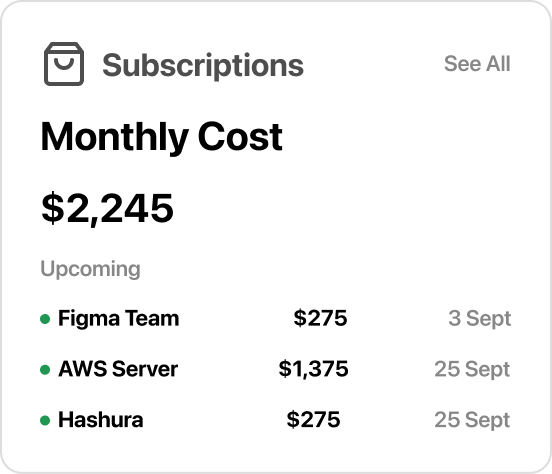 Subscriptions See All
Monthly Cost
$2,245
Upcoming
Figma Team $275 3 Sept
AWS Server $1,375 25 Sept
Hashura $275 25 Sept